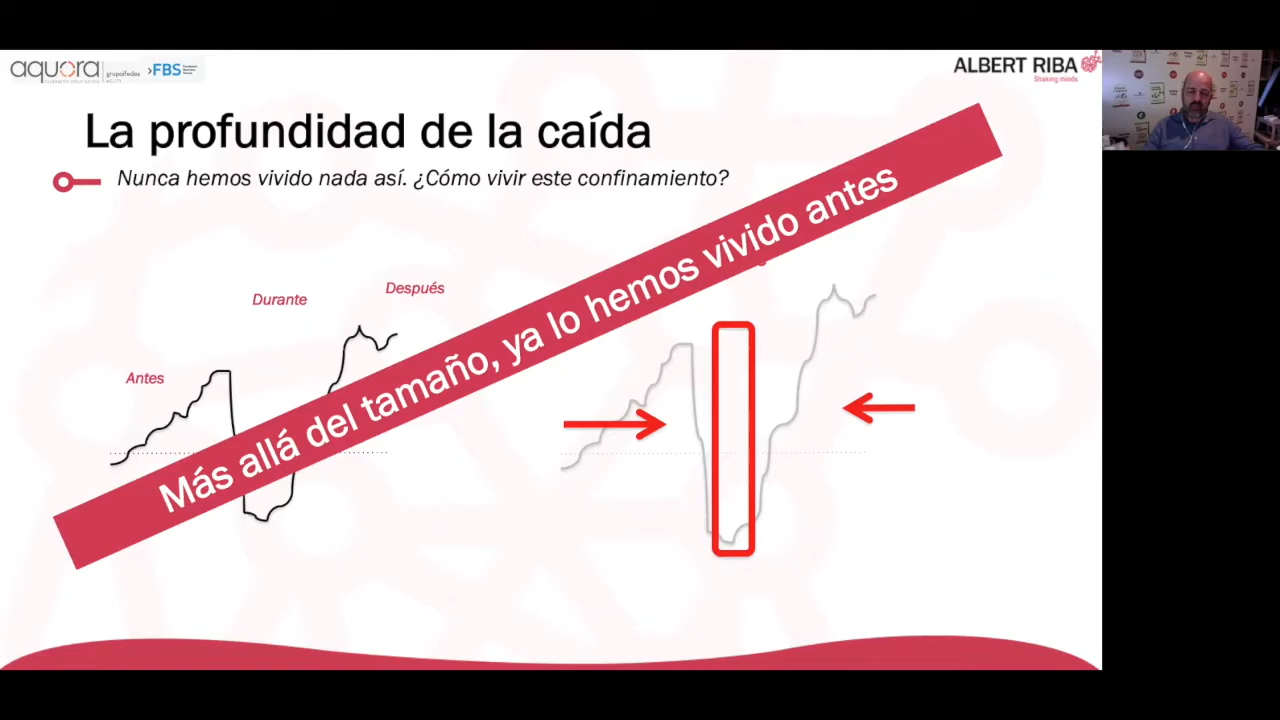 aquora
grupoifedes
FBS
ALBERT RIBA
Shaking minds
La profundidad de la caída
Nunca hemos vivido nada así. ¿Cómo vivir este confinamiento?
Más allá del tamaño, ya lo hemos vivido antes
Durante
Después
Antes